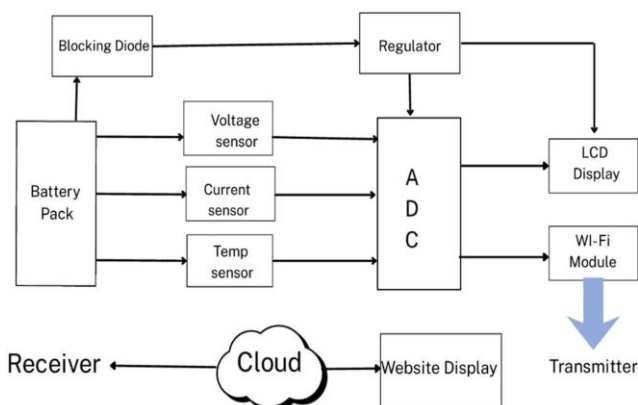 Blocking Diode
Regulator
Voltage
sensor
Battery
Pack
Current
sensor
Temp
sensor
A
D
C
LCD
Display
WI-Fi
Module
Receiver
Cloud
Website Display
Transmitter